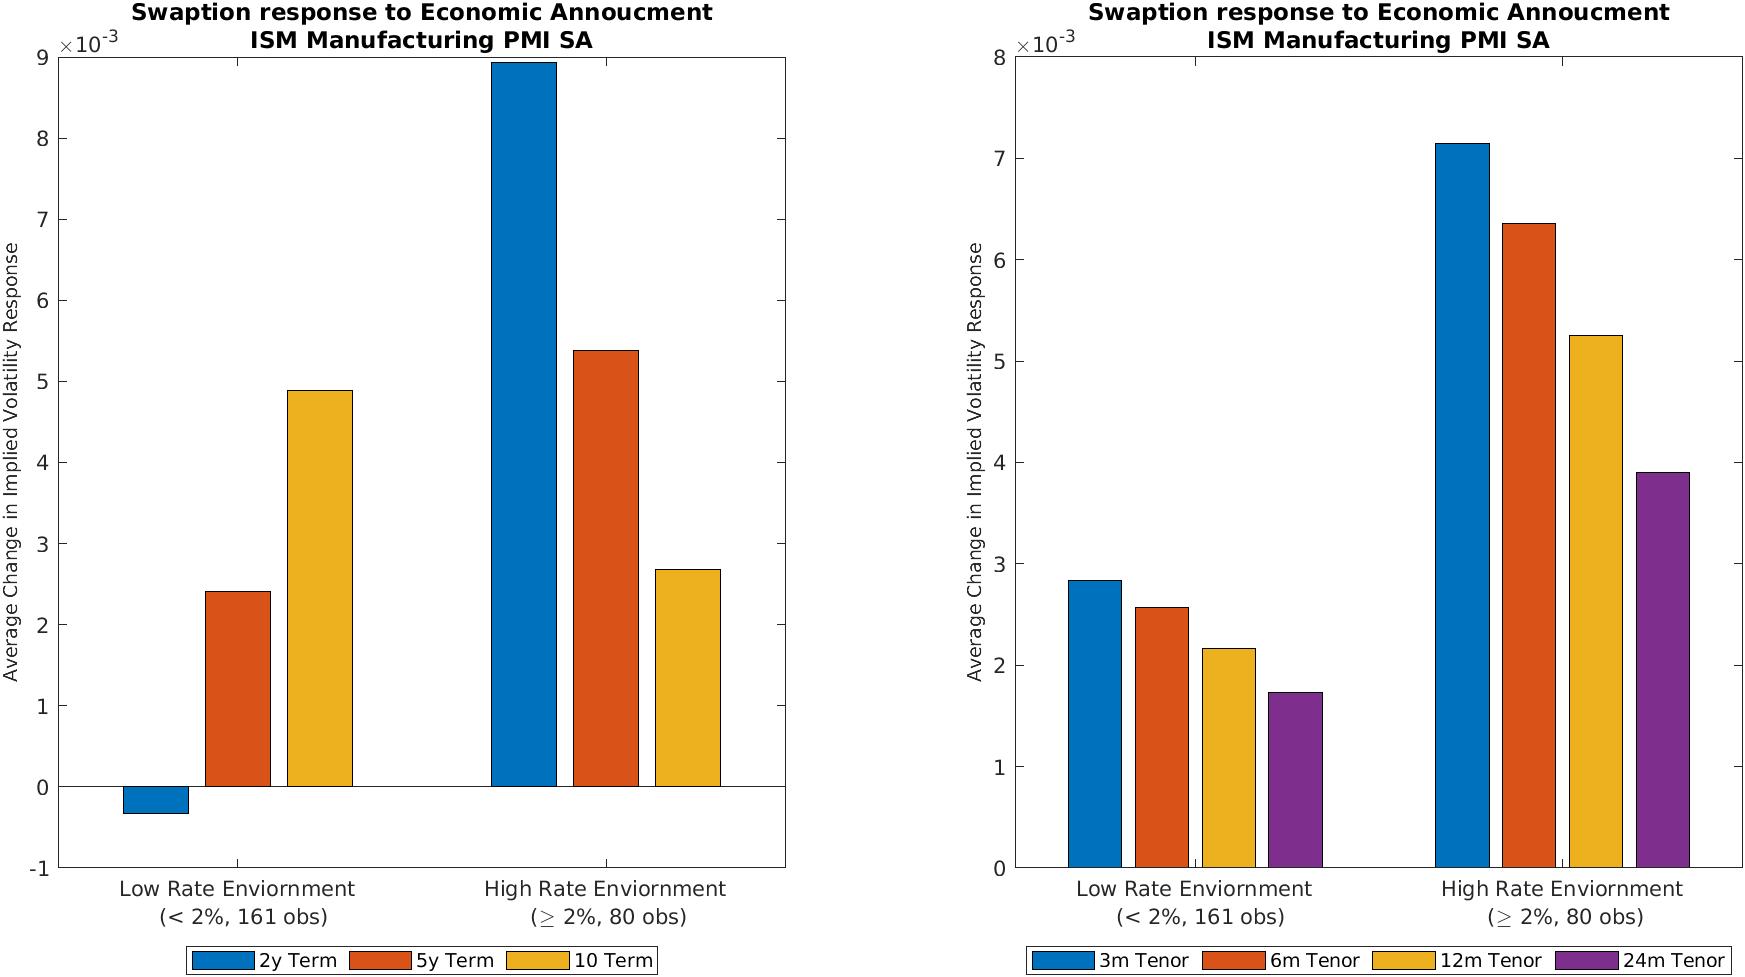 Swaption response to Economic Annoucment
ISM Manufacturing PMI SA
×10-3
9
8
7
6
5
4
3
2
1
0
-1
Average Change in Implied Volatility Response
Low Rate Enviornment
(< 2%, 161 obs)
High Rate Enviornment
(≥ 2%, 80 obs)
2y Term 5y Term 10 Term
Swaption response to Economic Annoucment
ISM Manufacturing PMI SA
×10-3
8
7
6
5
4
3
2
1
0
Average Change in Implied Volatility Response
Low Rate Enviornment
(< 2%, 161 obs)
High Rate Enviornment
(≥ 2%, 80 obs)
3m Tenor 6m Tenor 12m Tenor 24m Tenor